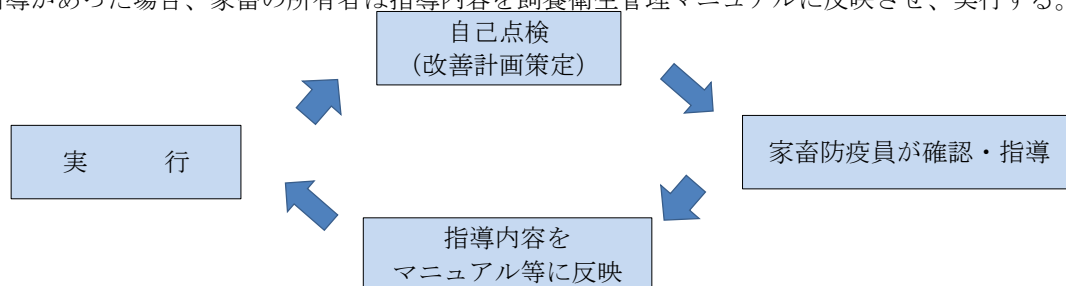 指導があった場合、家畜の所有者は指導内容を飼養衛生管理マニュアルに反映させ、実行する。
自己点検
（改善計画策定）
家畜防疫員が確認・指導
実　　行
指導内容を
マニュアル等に反映